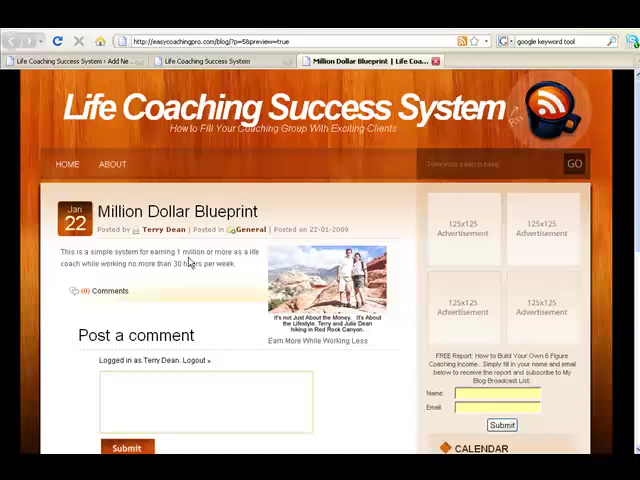 http://easycoachingpro.com/blog/?p=5&preview=true
google keyword tool
Life Coaching Success System › Add Ne...
Life Coaching Success System
Million Dollar Blueprint | Life Coa...
Life Coaching Success System
How to Fill Your Coaching Group With Exciting Clients
RSS
HOME
ABOUT
Type your search here
GO
Jan
22
Million Dollar Blueprint
Posted by Terry Dean | Posted in General | Posted on 22-01-2009
This is a simple system for earning 1 million or more as a life
coach while working no more than 30 hours per week.
(0) Comments
It's not Just About the Money. It's About
the Lifestyle. Terry and Julie Dean
hiking in Red Rock Canyon.
Earn More While Working Less
Post a comment
Logged in as Terry Dean. Logout »
Submit
125x125
Advertisement
125x125
Advertisement
125x125
Advertisement
125x125
Advertisement
FREE Report: How to Build Your 6 Figure
Coaching Income. Simply fill in your name and email
below to receive the report and subscribe to My
Blog Broadcast List:
Name:
Email:
Submit
CALENDAR